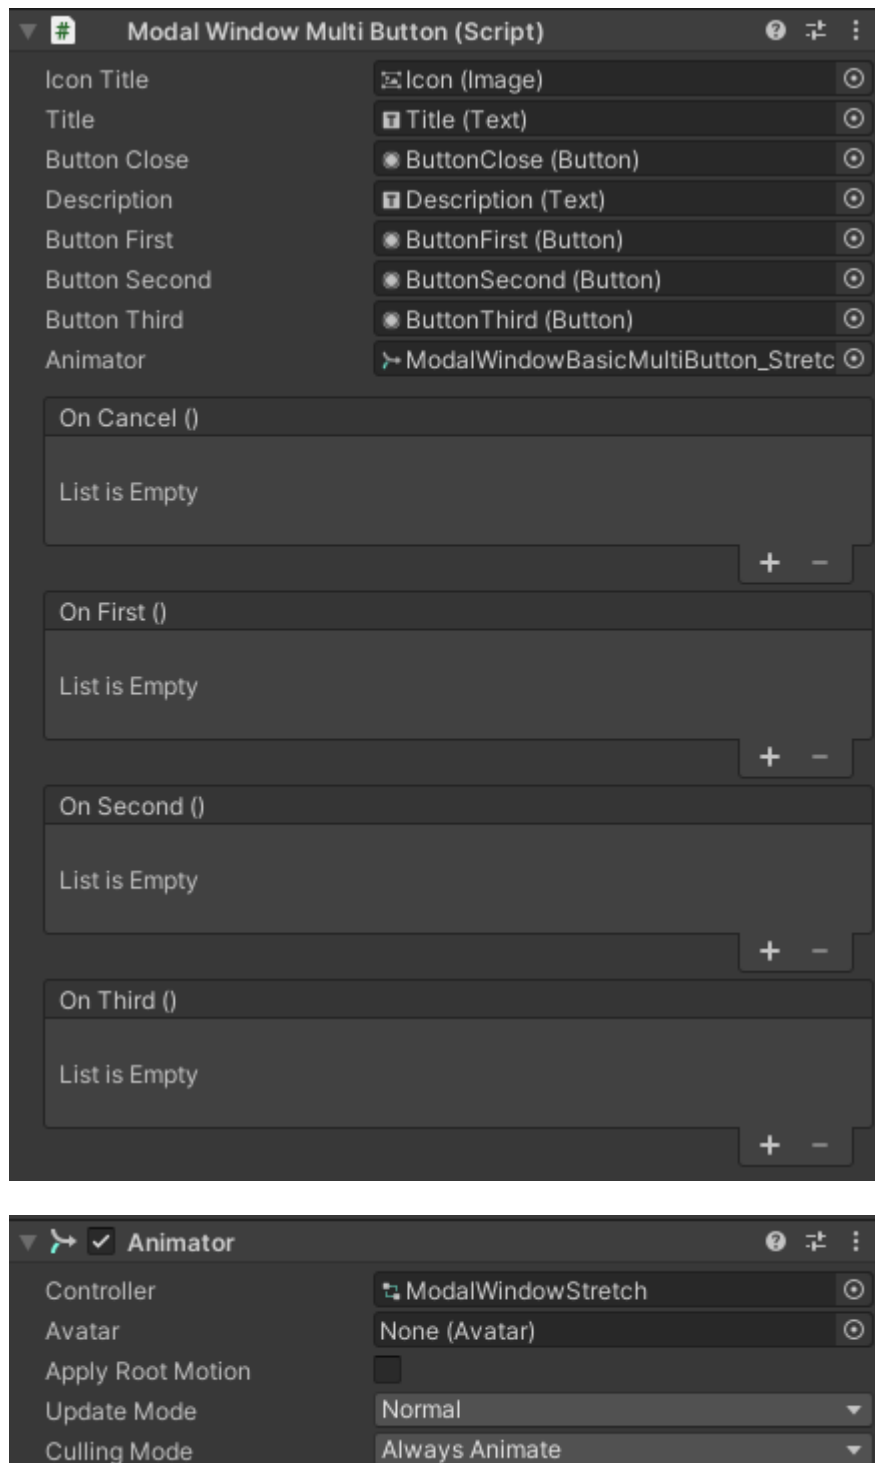 Modal Window Multi Button (Script)
Icon Title Icon (Image)
Title Title (Text)
Button Close ButtonClose (Button)
Description Description (Text)
Button First ButtonFirst (Button)
Button Second ButtonSecond (Button)
Button Third ButtonThird (Button)
Animator ModalWindowBasicMultiButton_Stretc
On Cancel ()
List is Empty
+ −
On First ()
List is Empty
+ −
On Second ()
List is Empty
+ −
On Third ()
List is Empty
+ −
Animator
Controller ModalWindowStretch
Avatar None (Avatar)
Apply Root Motion
Update Mode Normal
Culling Mode Always Animate